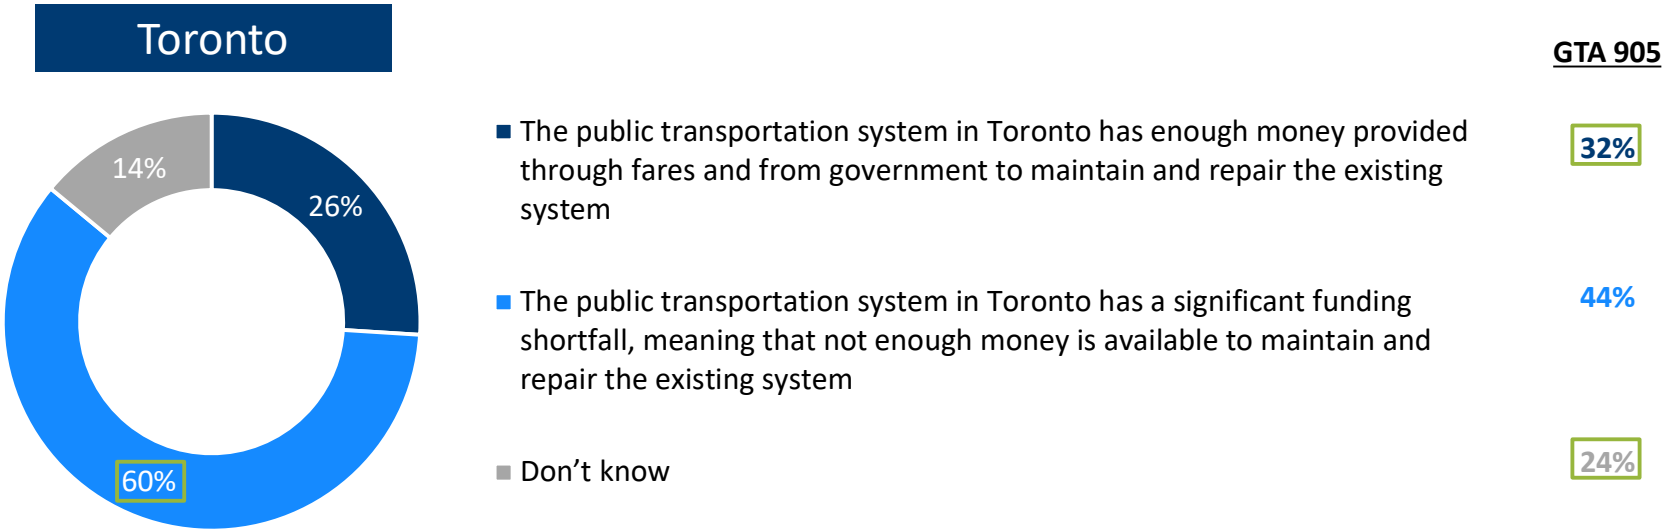 Toronto
GTA 905
14%
26%
60%
The public transportation system in Toronto has enough money provided
through fares and from government to maintain and repair the existing
system
32%
The public transportation system in Toronto has a significant funding
shortfall, meaning that not enough money is available to maintain and
repair the existing system
44%
Don’t know
24%